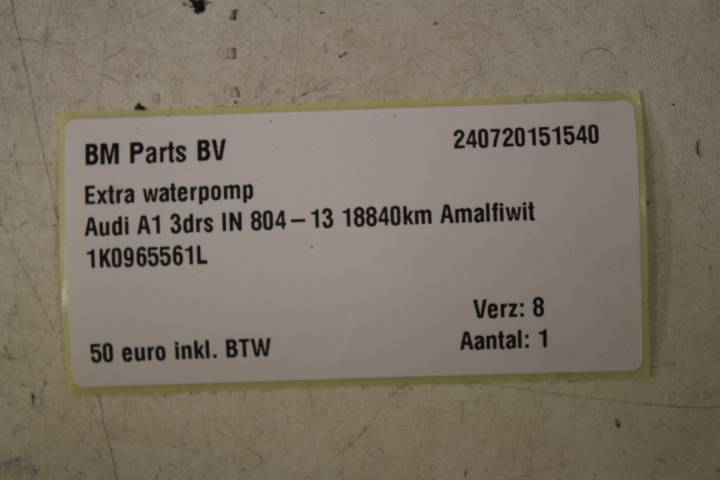 BM Parts BV 240720151540
Extra waterpomp
Audi A1 3drs IN 804-13 18840km Amalfiwit
1K0965561L
Verz: 8
50 euro inkl. BTW Aantal: 1